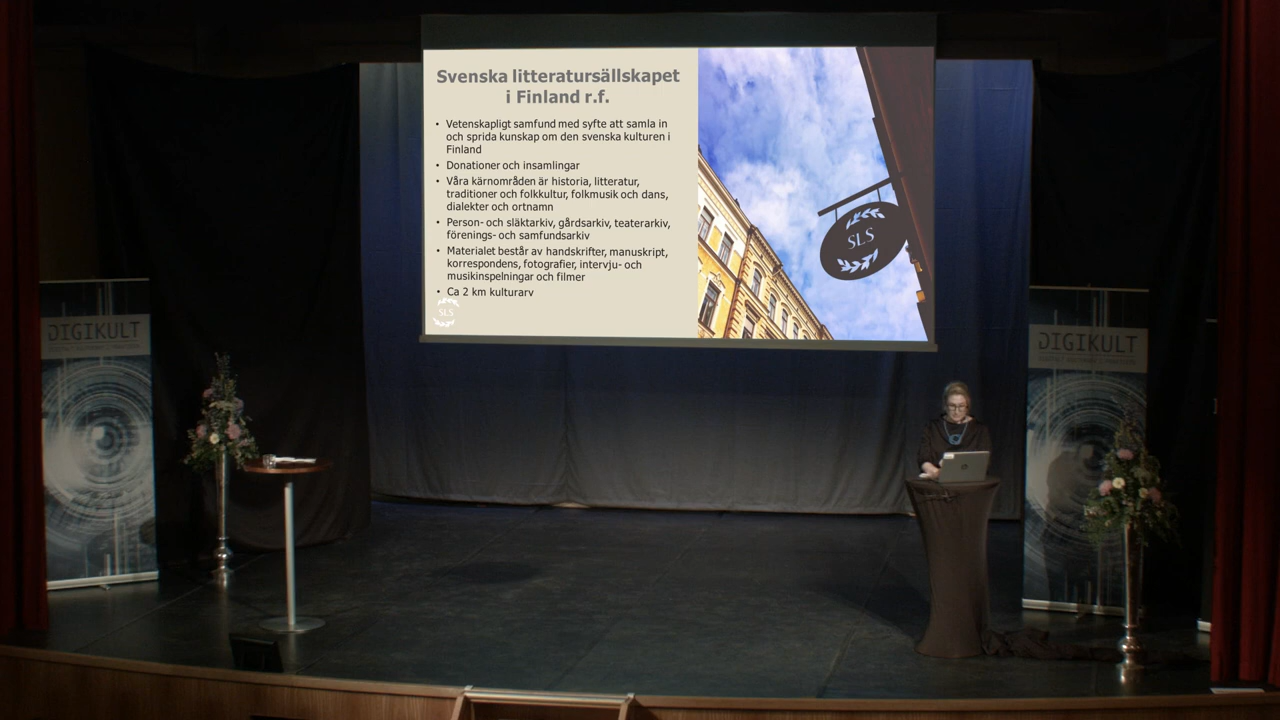 Svenska litteratursällskapet
i Finland r.f.
• Vetenskapligt samfund med syfte att samla in
och sprida kunskap om den svenska kulturen i
Finland
• Donationer och insamlingar
• Våra kärnområden är historia, litteratur,
traditioner och folkkultur, folkmusik och dans,
dialekter och ortnamn
• Person- och släktarkiv, gårdsarkiv, teaterarkiv,
förenings- och samfundsarkiv
• Materialet består av handskrifter, manuskript,
korrespondens, fotografier, intervju- och
musikinspelningar och filmer
• Ca 2 km kulturarv
SLS
SLS
DIGIKULT
DIGIKULT